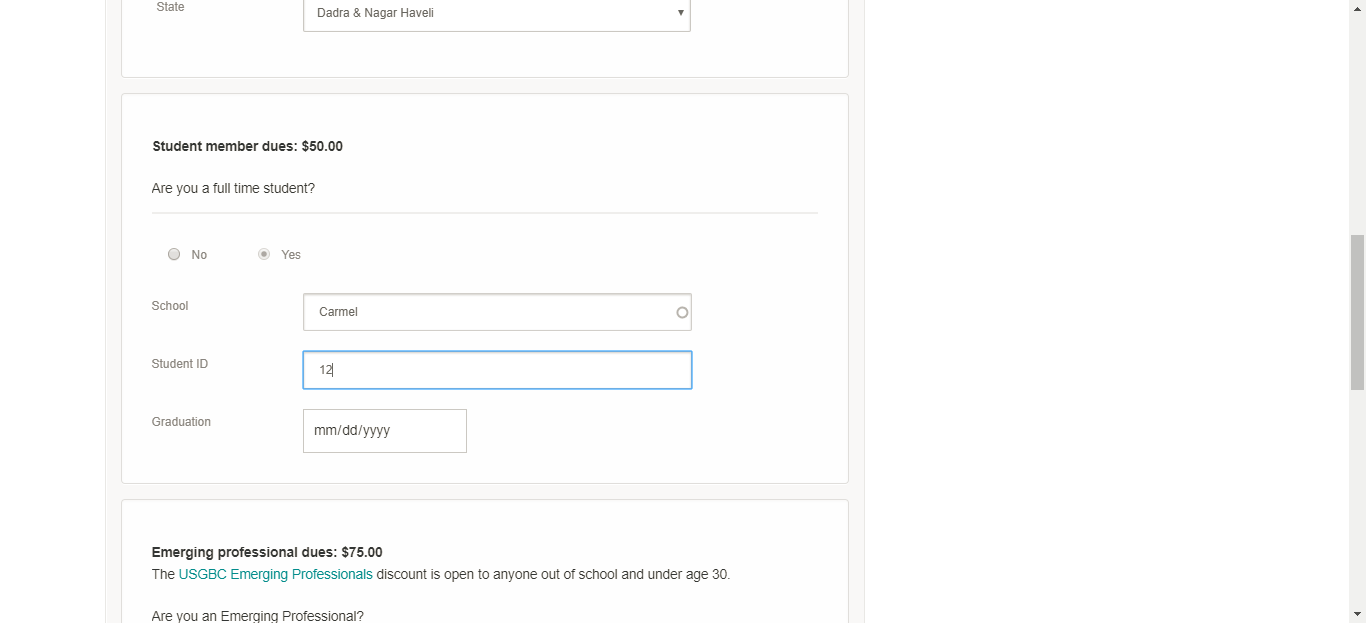 State
Dadra & Nagar Haveli
Student member dues: $50.00
Are you a full time student?
No Yes
School Carmel
Student ID 12
Graduation mm/dd/yyyy
Emerging professional dues: $75.00
The USGBC Emerging Professionals discount is open to anyone out of school and under age 30.
Are you an Emerging Professional?